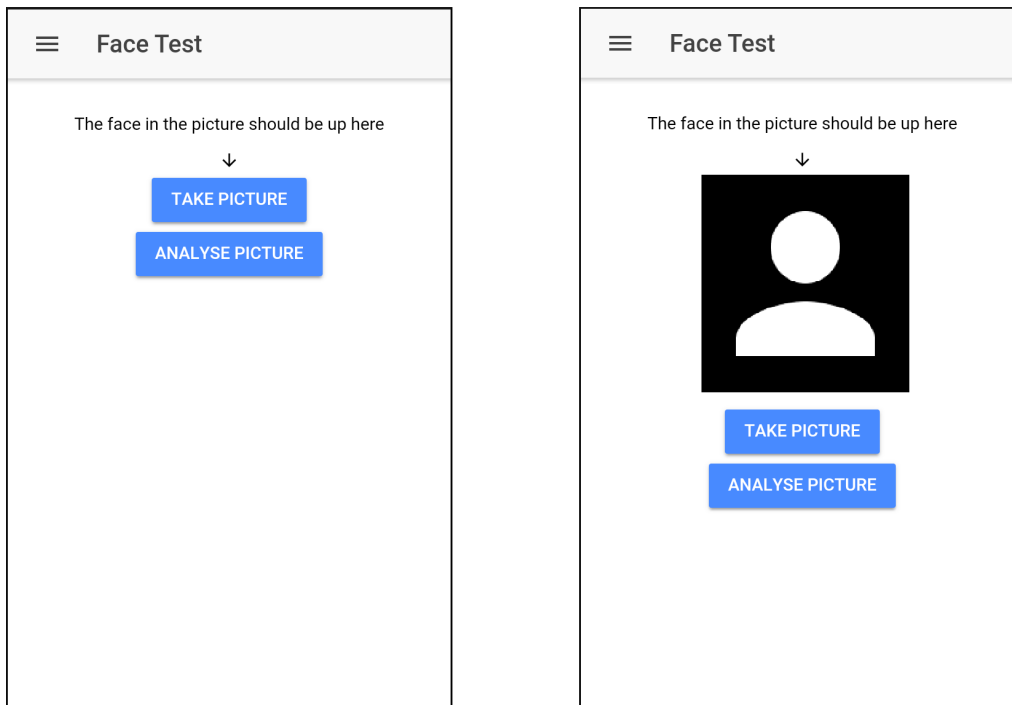 Face Test
The face in the picture should be up here
TAKE PICTURE
ANALYSE PICTURE
Face Test
The face in the picture should be up here
TAKE PICTURE
ANALYSE PICTURE